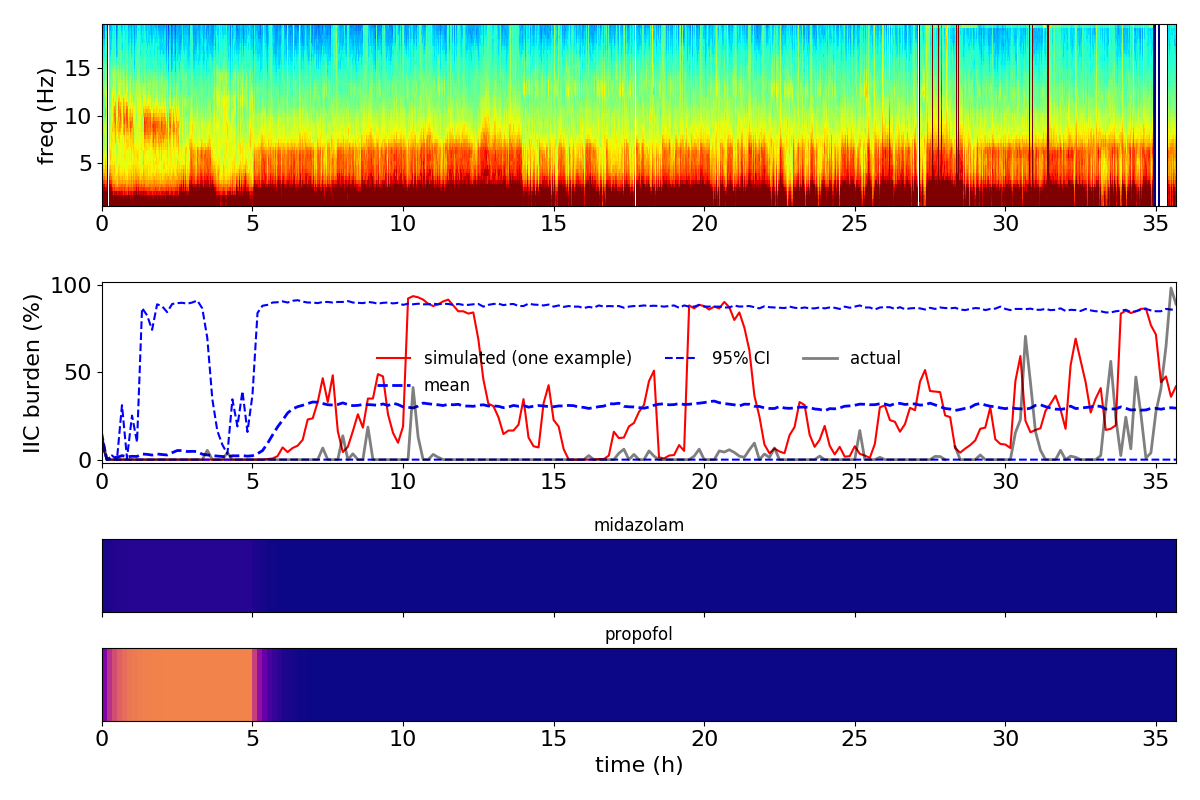 freq (Hz)
15
10
5
0 5 10 15 20 25 30 35
IIC burden (%)
100
50
0
simulated (one example) 95% CI actual
mean
0 5 10 15 20 25 30 35
midazolam
propofol
0 5 10 15 20 25 30 35
time (h)